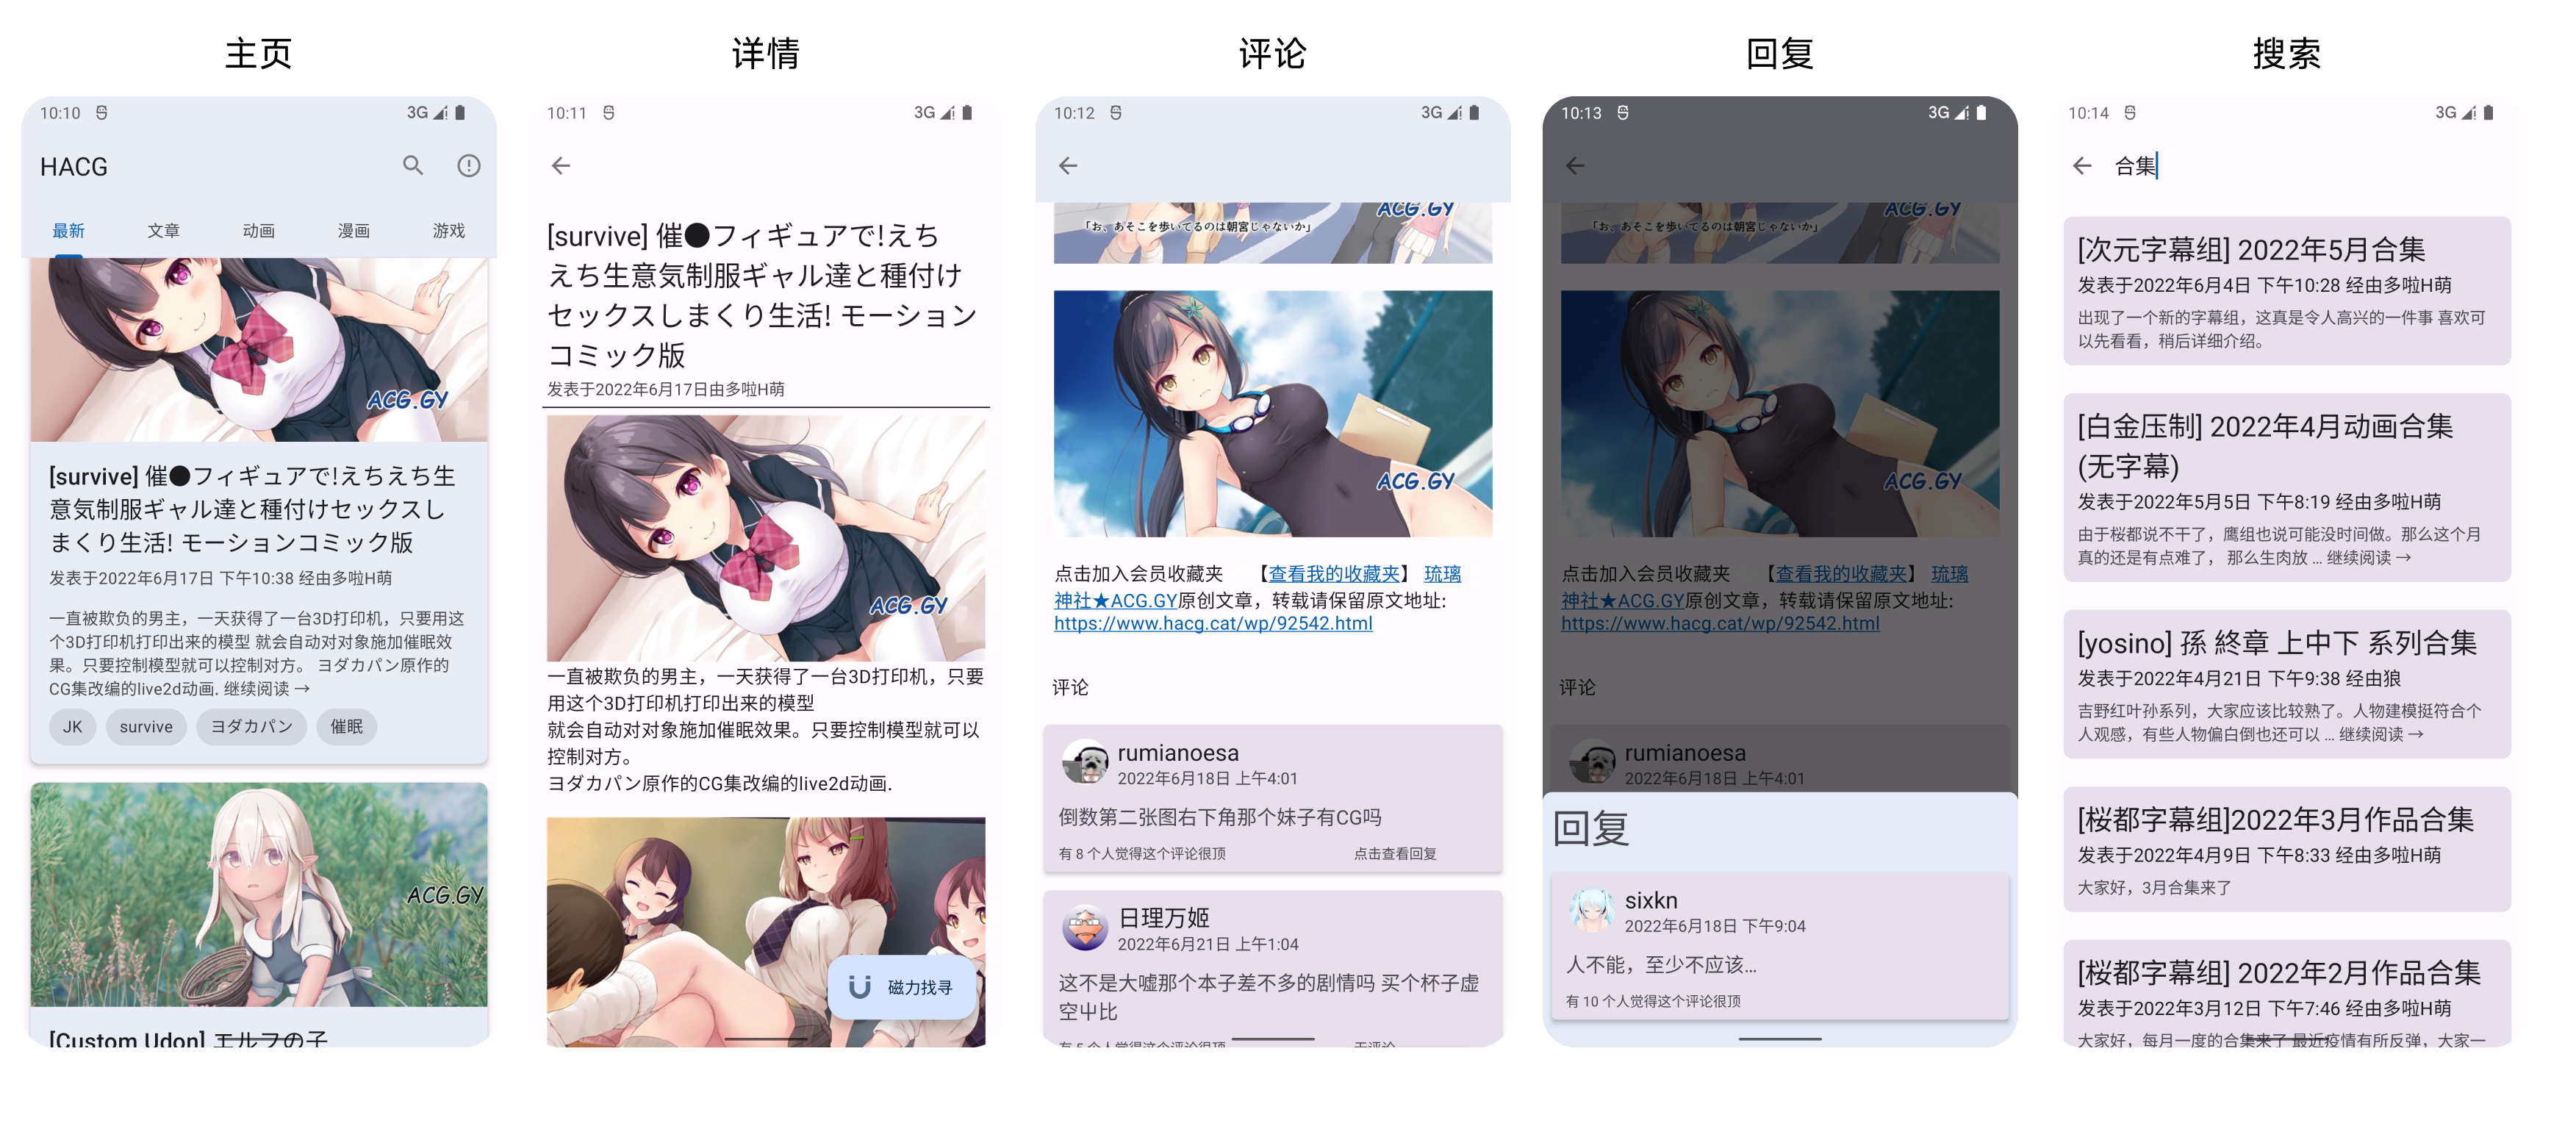 主页
详情
评论
回复
搜索
10:10
3G
HACG
最新
文章
动画
漫画
游戏
ACG.GY
[survive] 催●フィギュアで!えちえち生
意気制服ギャル達と種付けセックスし
まくり生活! モーションコミック版
发表于2022年6月17日 下午10:38 经由多啦H萌
一直被欺负的男主，一天获得了一台3D打印机，只要用这
个3D打印机打印出来的模型 就会自动对对象施加催眠效
果。只要控制模型就可以控制对方。 ヨダカパン原作的
CG集改编的live2d动画. 继续阅读 →
JK
survive
ヨダカパン
催眠
ACG.GY
[Custom Udon] エルフの子
10:11
3G
[survive] 催●フィギュアで!えち
えち生意気制服ギャル達と種付け
セックスしまくり生活! モーション
コミック版
发表于2022年6月17日由多啦H萌
ACG.GY
一直被欺负的男主，一天获得了一台3D打印机，只要
用这个3D打印机打印出来的模型
就会自动对对象施加催眠效果。只要控制模型就可以
控制对方。
ヨダカパン原作的CG集改编的live2d动画.
磁力找寻
10:12
3G
ACG.GY
「お、あそこを歩いてるのは朝宮じゃないか」
ACG.GY
点击加入会员收藏夹 【查看我的收藏夹】 琉璃
神社★ACG.GY原创文章，转载请保留原文地址:
https://www.hacg.cat/wp/92542.html
评论
rumianoesa
2022年6月18日 上午4:01
倒数第二张图右下角那个妹子有CG吗
有 8 个人觉得这个评论很顶
点击查看回复
日理万姬
2022年6月21日 上午1:04
这不是大嘘那个本子差不多的剧情吗 买个杯子虚
空屮比
有 5 个人觉得这个评论很顶
无评论
10:13
3G
ACG.GY
「お、あそこを歩いてるのは朝宮じゃないか」
ACG.GY
点击加入会员收藏夹 【查看我的收藏夹】 琉璃
神社★ACG.GY原创文章，转载请保留原文地址:
https://www.hacg.cat/wp/92542.html
评论
rumianoesa
2022年6月18日 上午4:01
回复
sixkn
2022年6月18日 下午9:04
人不能，至少不应该...
有 10 个人觉得这个评论很顶
10:14
3G
合集
[次元字幕组] 2022年5月合集
发表于2022年6月4日 下午10:28 经由多啦H萌
出现了一个新的字幕组，这真是令人高兴的一件事 喜欢可
以先看看，稍后详细介绍。
[白金压制] 2022年4月动画合集
(无字幕)
发表于2022年5月5日 下午8:19 经由多啦H萌
由于桜都说不干了，鹰组也说可能没时间做。那么这个月
真的还是有点难了， 那么生肉放 ... 继续阅读 →
[yosino] 孫 終章 上中下 系列合集
发表于2022年4月21日 下午9:38 经由狼
吉野红叶孙系列，大家应该比较熟了。人物建模挺符合个
人观感，有些人物偏白倒也还可以 ... 继续阅读 →
[桜都字幕组]2022年3月作品合集
发表于2022年4月9日 下午8:33 经由多啦H萌
大家好，3月合集来了
[桜都字幕组] 2022年2月作品合集
发表于2022年3月12日 下午7:46 经由多啦H萌
大家好，每月一度的合集来了 最近疫情有所反弹，大家一